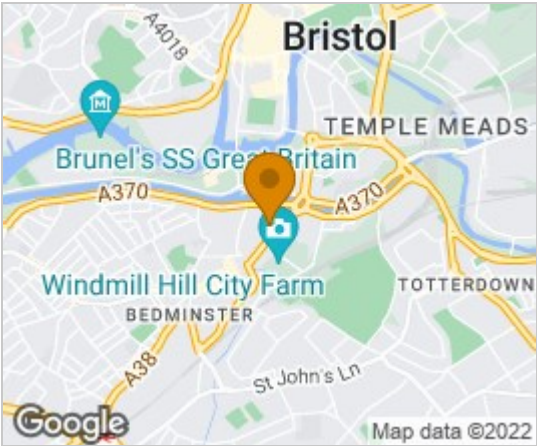 A4018
Bristol
TEMPLE MEADS
Brunel's SS Great Britain
A370
A370
Windmill Hill City Farm
TOTTERDOWN
BEDMINSTER
A38
St John's Ln
Google
Map data ©2022